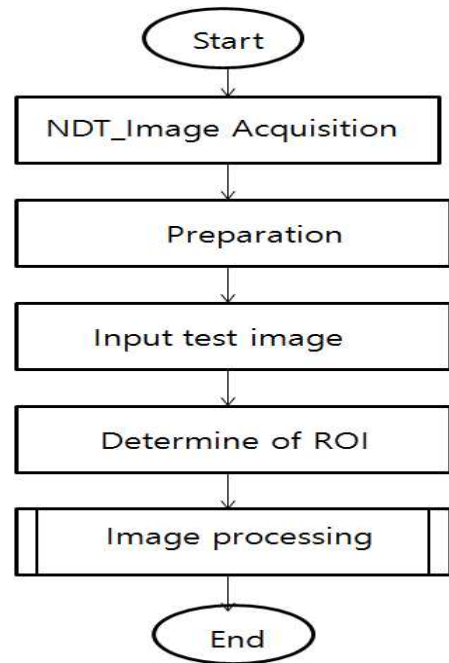 Start
NDT_Image Acquisition
Preparation
Input test image
Determine of ROI
Image processing
End